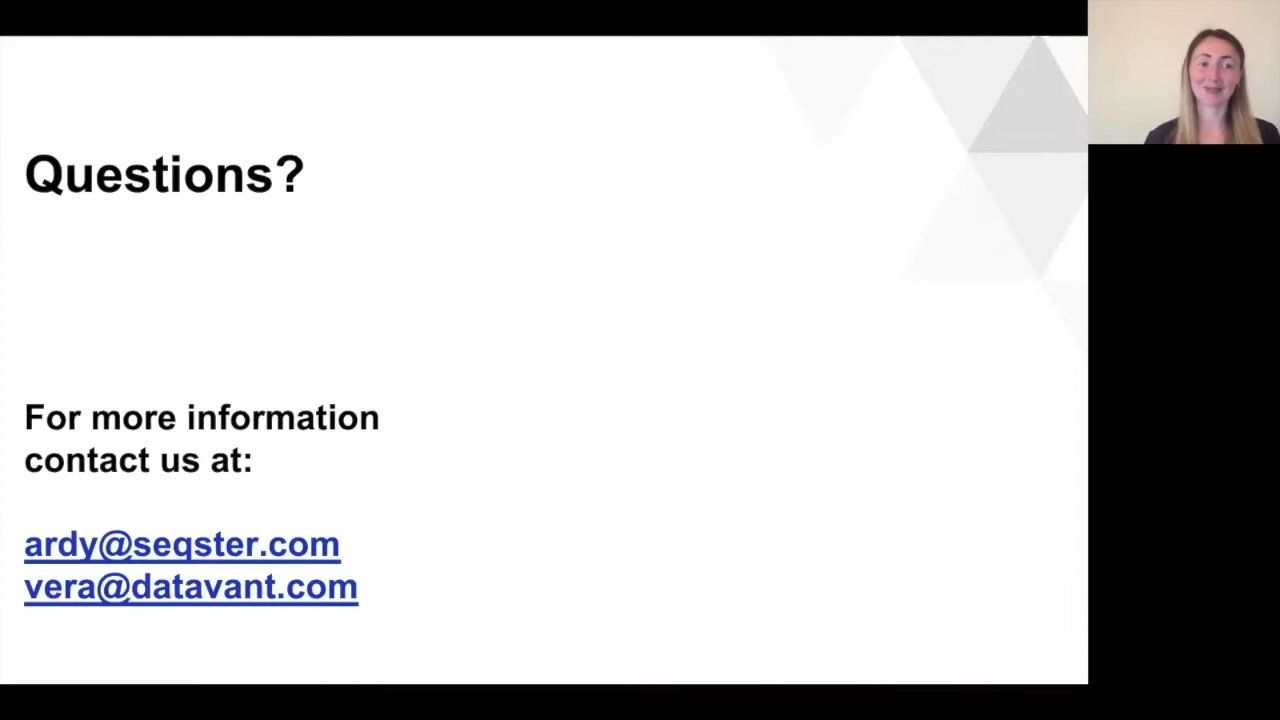 Questions?
For more information
contact us at:
ardy@seqster.com
vera@datavant.com